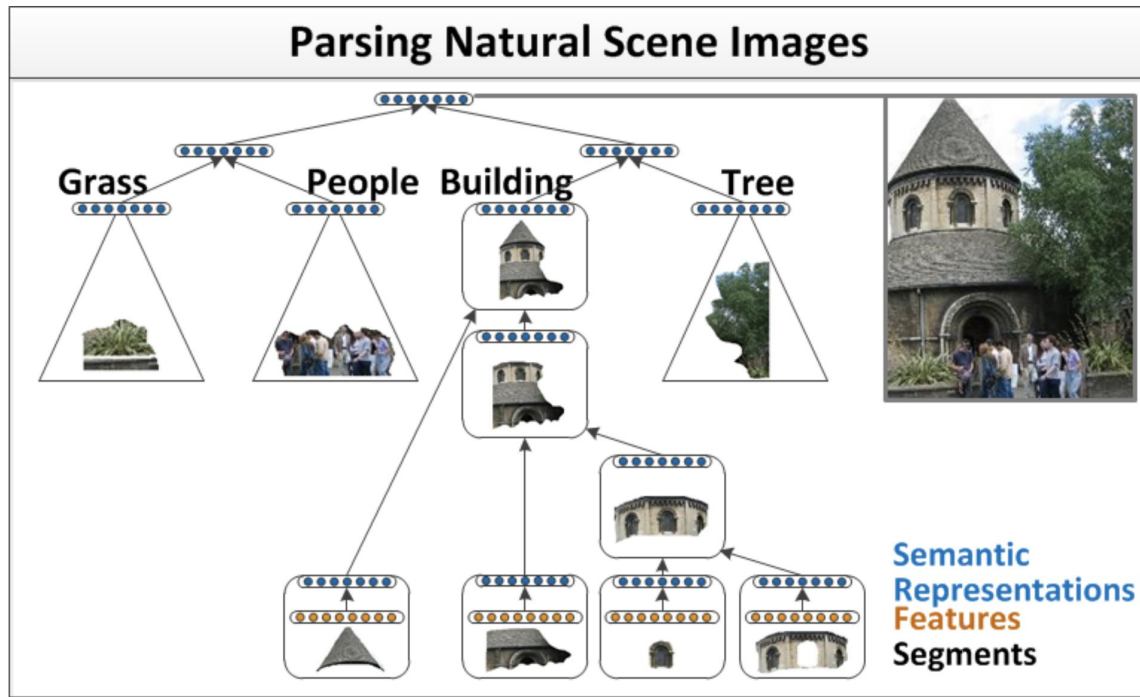 Parsing Natural Scene Images
Grass
People
Building
Tree
Semantic
Representations
Features
Segments